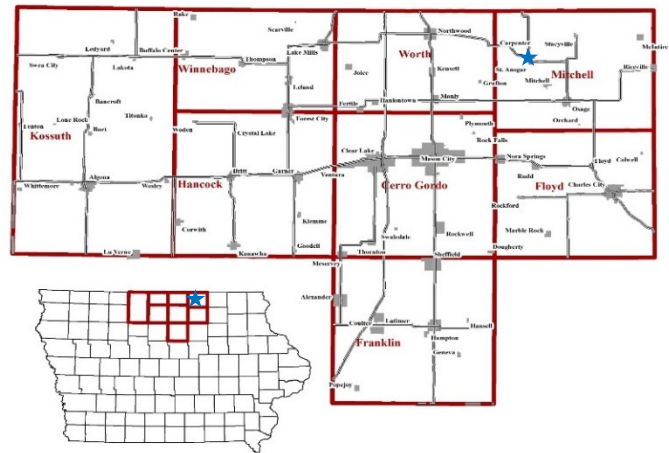 Rake
Scarville
Northwood
Carpenter
Stacyville
McIntire
Ledyard
Buffalo Center
Lake Mills
Worth
Swea City
Lakota
Thompson
Winnebago
Joice
Kensett
St. Ansgar
Riceville
Grafton
Mitchell
Mitchell
Leland
Bancroft
Fertile
Hanlontown
Manly
Osage
Fenton
Lone Rock
Burt
Titonka
Forest City
Orchard
Woden
Crystal Lake
Plymouth
Kossuth
Rock Falls
Clear Lake
Mason City
Nora Springs
Floyd
Colwell
Whittemore
Algona
Wesley
Hancock
Britt
Garner
Ventura
Cerro Gordo
Rudd
Floyd
Charles City
Rockford
Corwith
Klemme
Swaledale
Rockwell
Marble Rock
Lu Verne
Kanawha
Goodell
Thornton
Dougherty
Meservey
Sheffield
Alexander
Coulter
Latimer
Hansell
Franklin
Hampton
Geneva
Popejoy